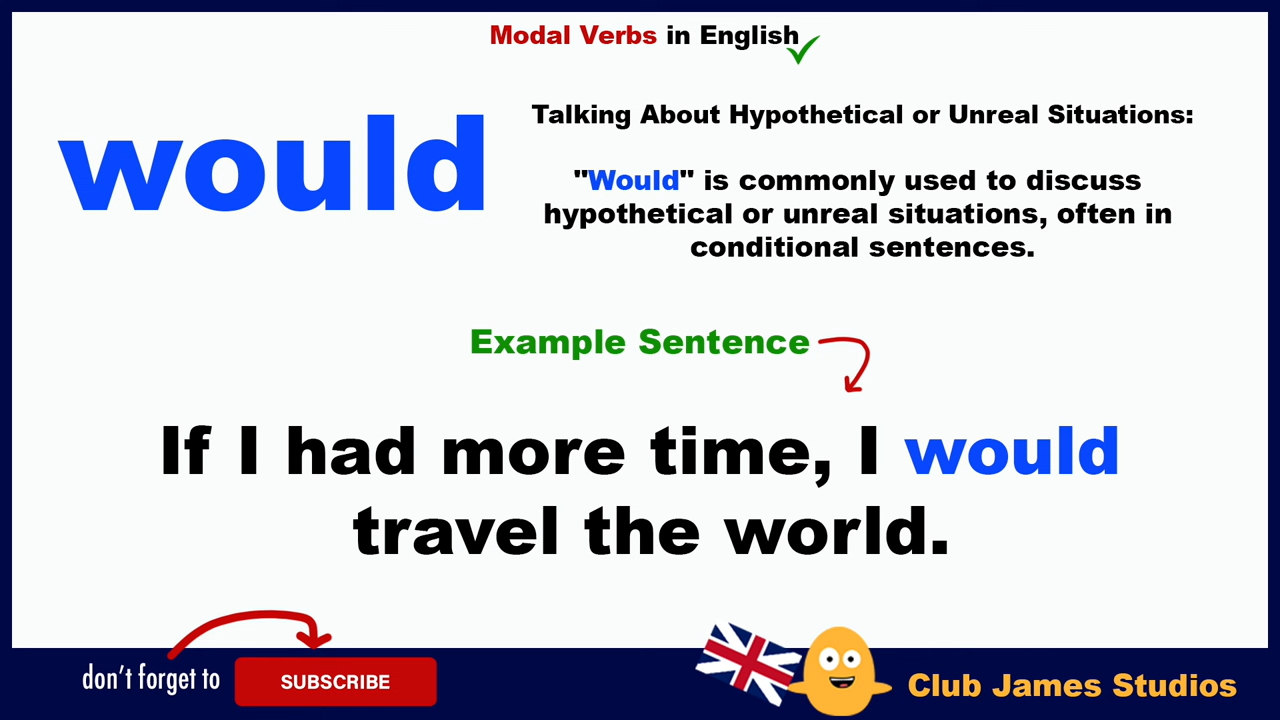 Modal Verbs in English
would
Talking About Hypothetical or Unreal Situations:
"Would" is commonly used to discuss
hypothetical or unreal situations, often in
conditional sentences.
Example Sentence
If I had more time, I would
travel the world.
don't forget to
SUBSCRIBE
Club James Studios